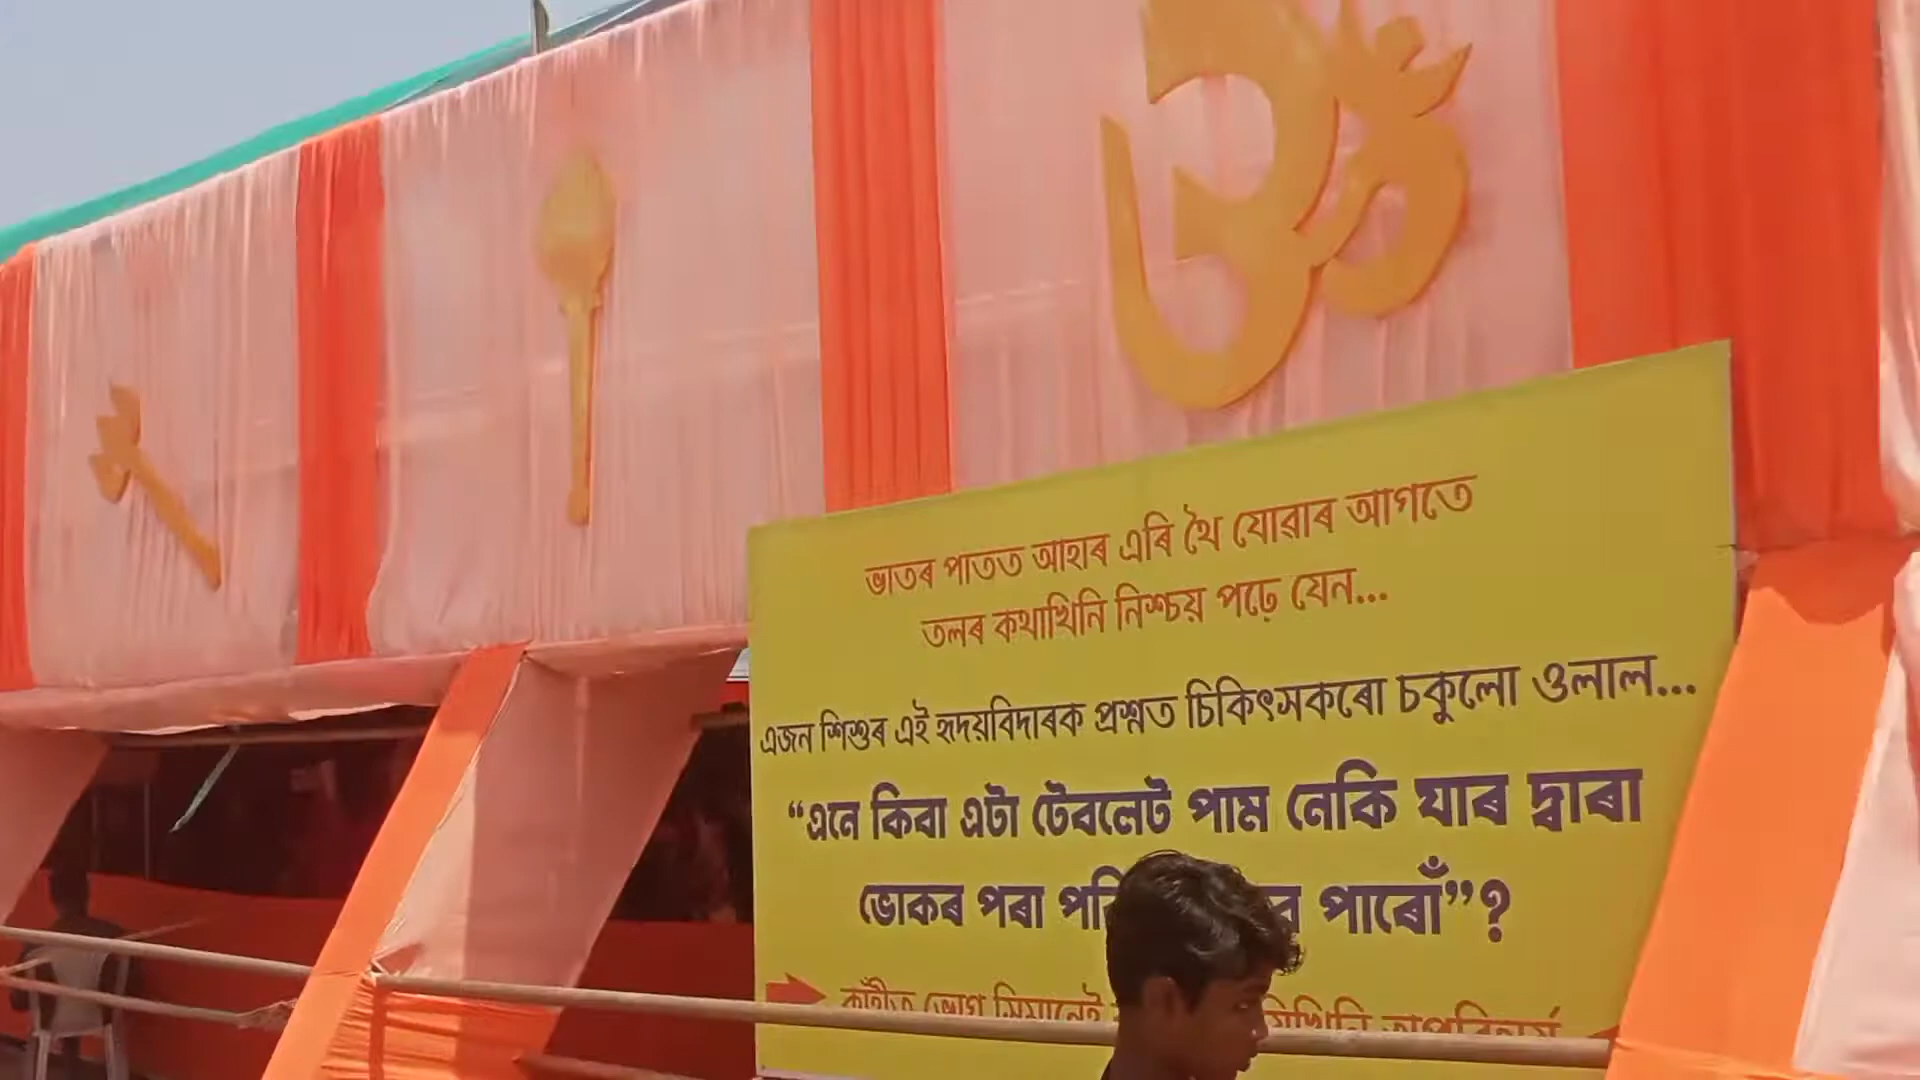 ভাতৰ পাতত আহাৰ এৰি থৈ যোৱাৰ আগতে
তলৰ কথাখিনি নিশ্চয় পঢ়ে যেন...
এজন শিশুৰ এই হৃদয়বিদাৰক প্ৰশ্নত চিকিৎসকৰো চকুলো ওলাল...
“এনে কিবা এটা টেবলেট পাম নেকি যাৰ দ্বাৰা
ভোকৰ পৰা পাৰোঁ”?